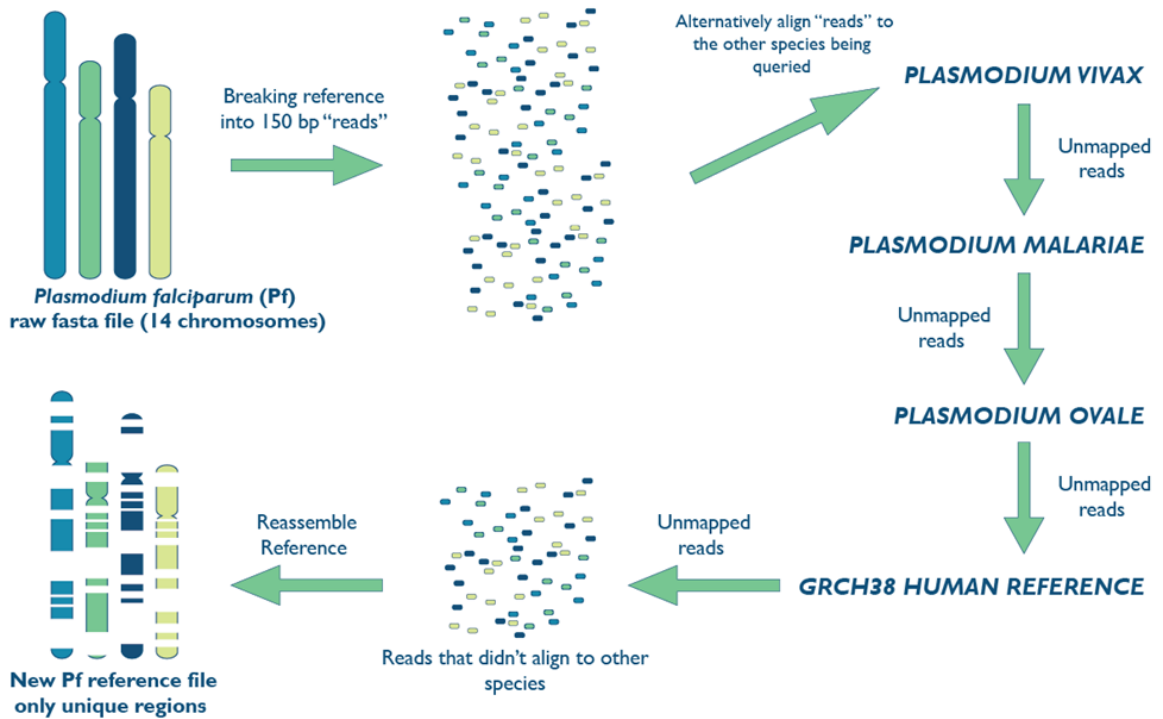 Breaking reference
into 150 bp “reads”
Alternatively align “reads” to
the other species being
queried
PLASMODIUM VIVAX
Unmapped
reads
PLASMODIUM MALARIAE
Unmapped
reads
PLASMODIUM OVALE
Unmapped
reads
GRCH38 HUMAN REFERENCE
Unmapped
reads
Reads that didn’t align to other
species
Reassemble
Reference
Plasmodium falciparum (Pf)
raw fasta file (14 chromosomes)
New Pf reference file
only unique regions